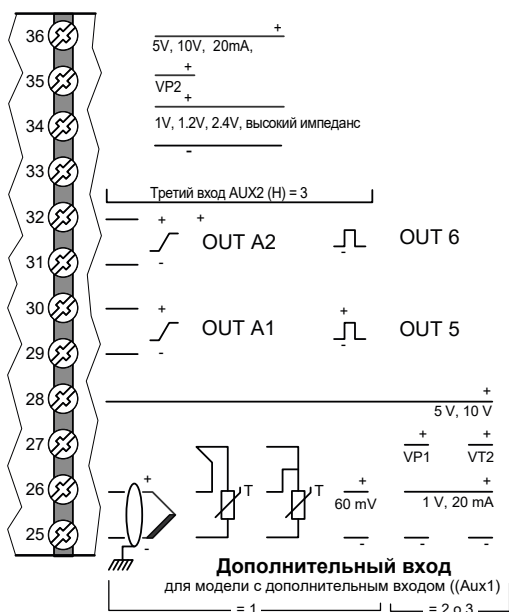 36
+
5V, 10V, 20mA,
35
+
VP2
+
34
1V, 1.2V, 2.4V, высокий импеданс
33
-
Третий вход AUX2 (H) = 3
32
+ +
OUT A2
OUT 6
31
-
-
30
+
+
OUT A1
OUT 5
29
-
-
28
+
5 V, 10 V
27
+
VP1
+
VT2
26
+
T
T
+
60 mV
+
1 V, 20 mA
25
-
-
-
-
Дополнительный вход
для модели с дополнительным входом ((Aux1)
= 1
= 2 o 3